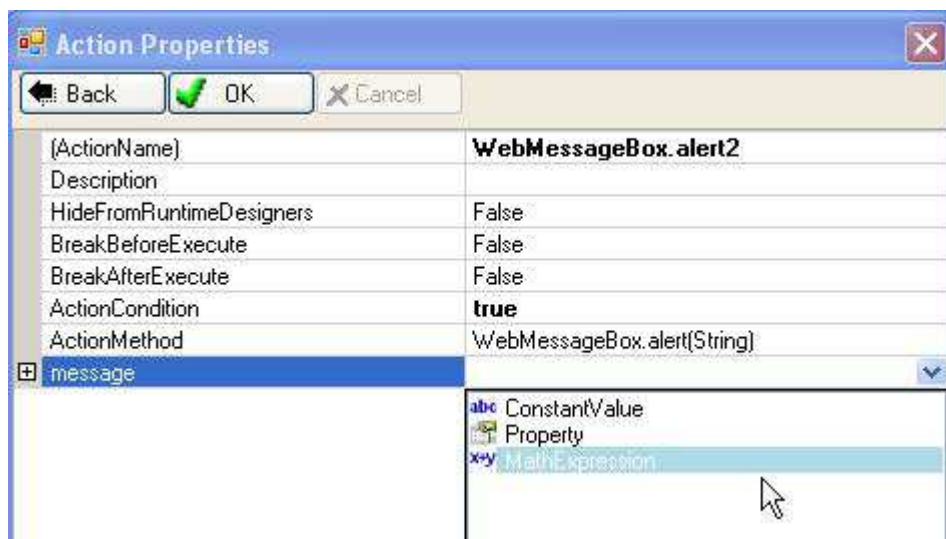 Action Properties
Back OK Cancel
(ActionName) WebMessageBox.alert2
Description
HideFromRuntimeDesigners False
BreakBeforeExecute False
BreakAfterExecute False
ActionCondition true
ActionMethod WebMessageBox.alert(String)
message
abc ConstantValue
Property
x+y MathExpression